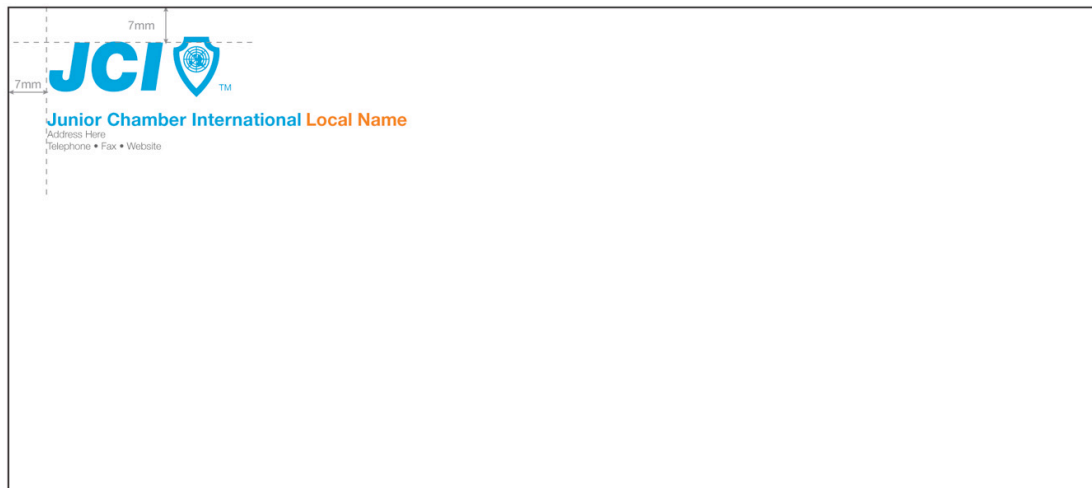 7mm
JCI TM
7mm
Junior Chamber International Local Name
Address Here
Telephone • Fax • Website